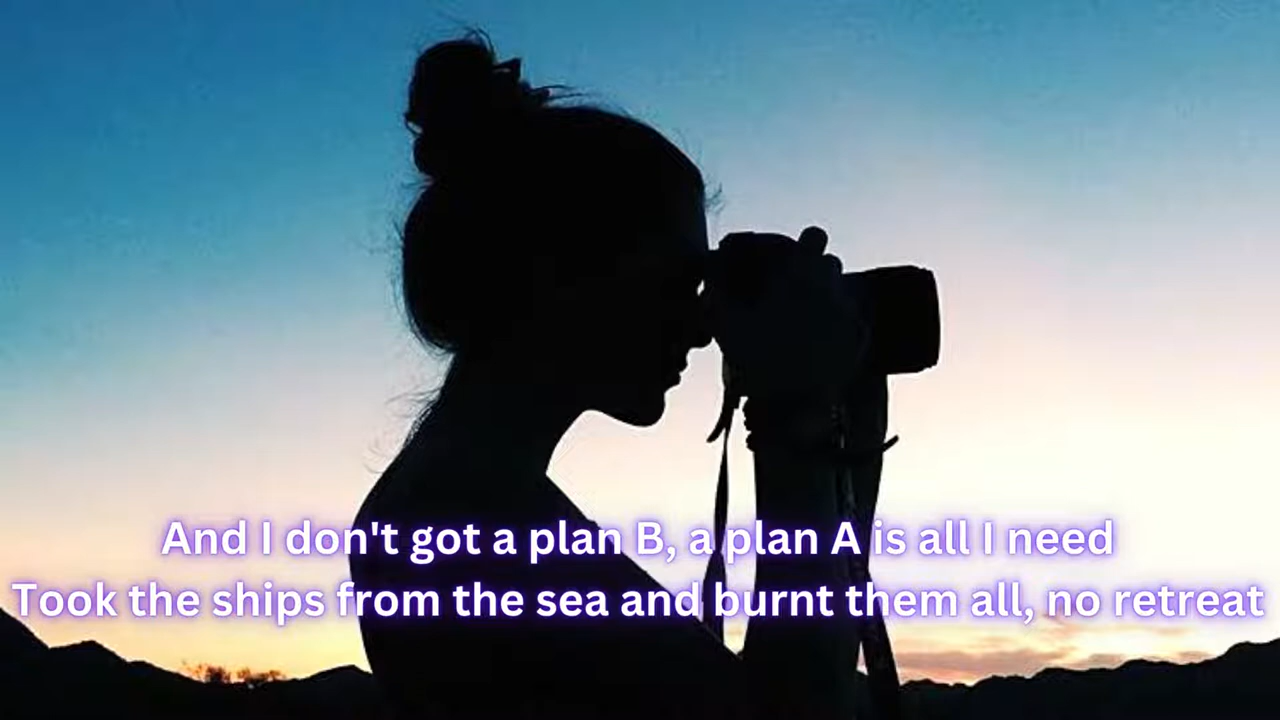 And I don't got a plan B, a plan A is all I need
Took the ships from the sea and burnt them all, no retreat